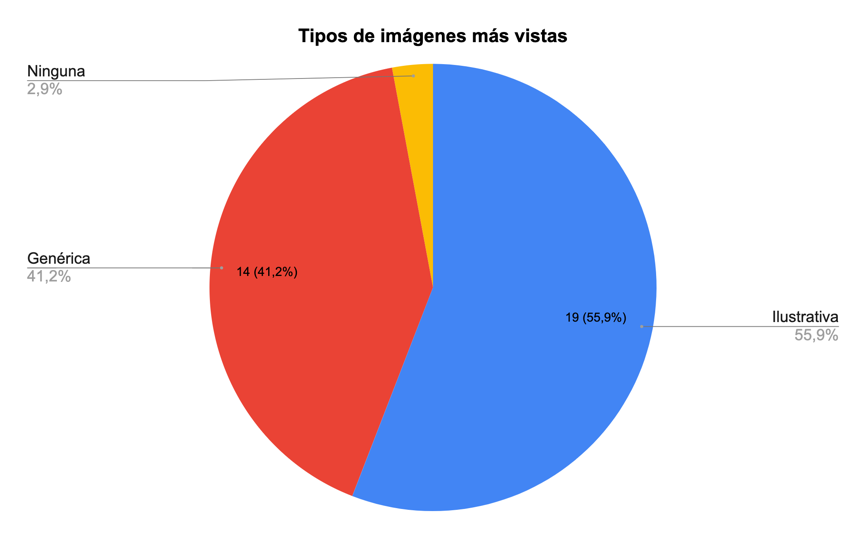 Tipos de imágenes más vistas
Ninguna
2,9%
Genérica
41,2%
14 (41,2%)
19 (55,9%)
Ilustrativa
55,9%